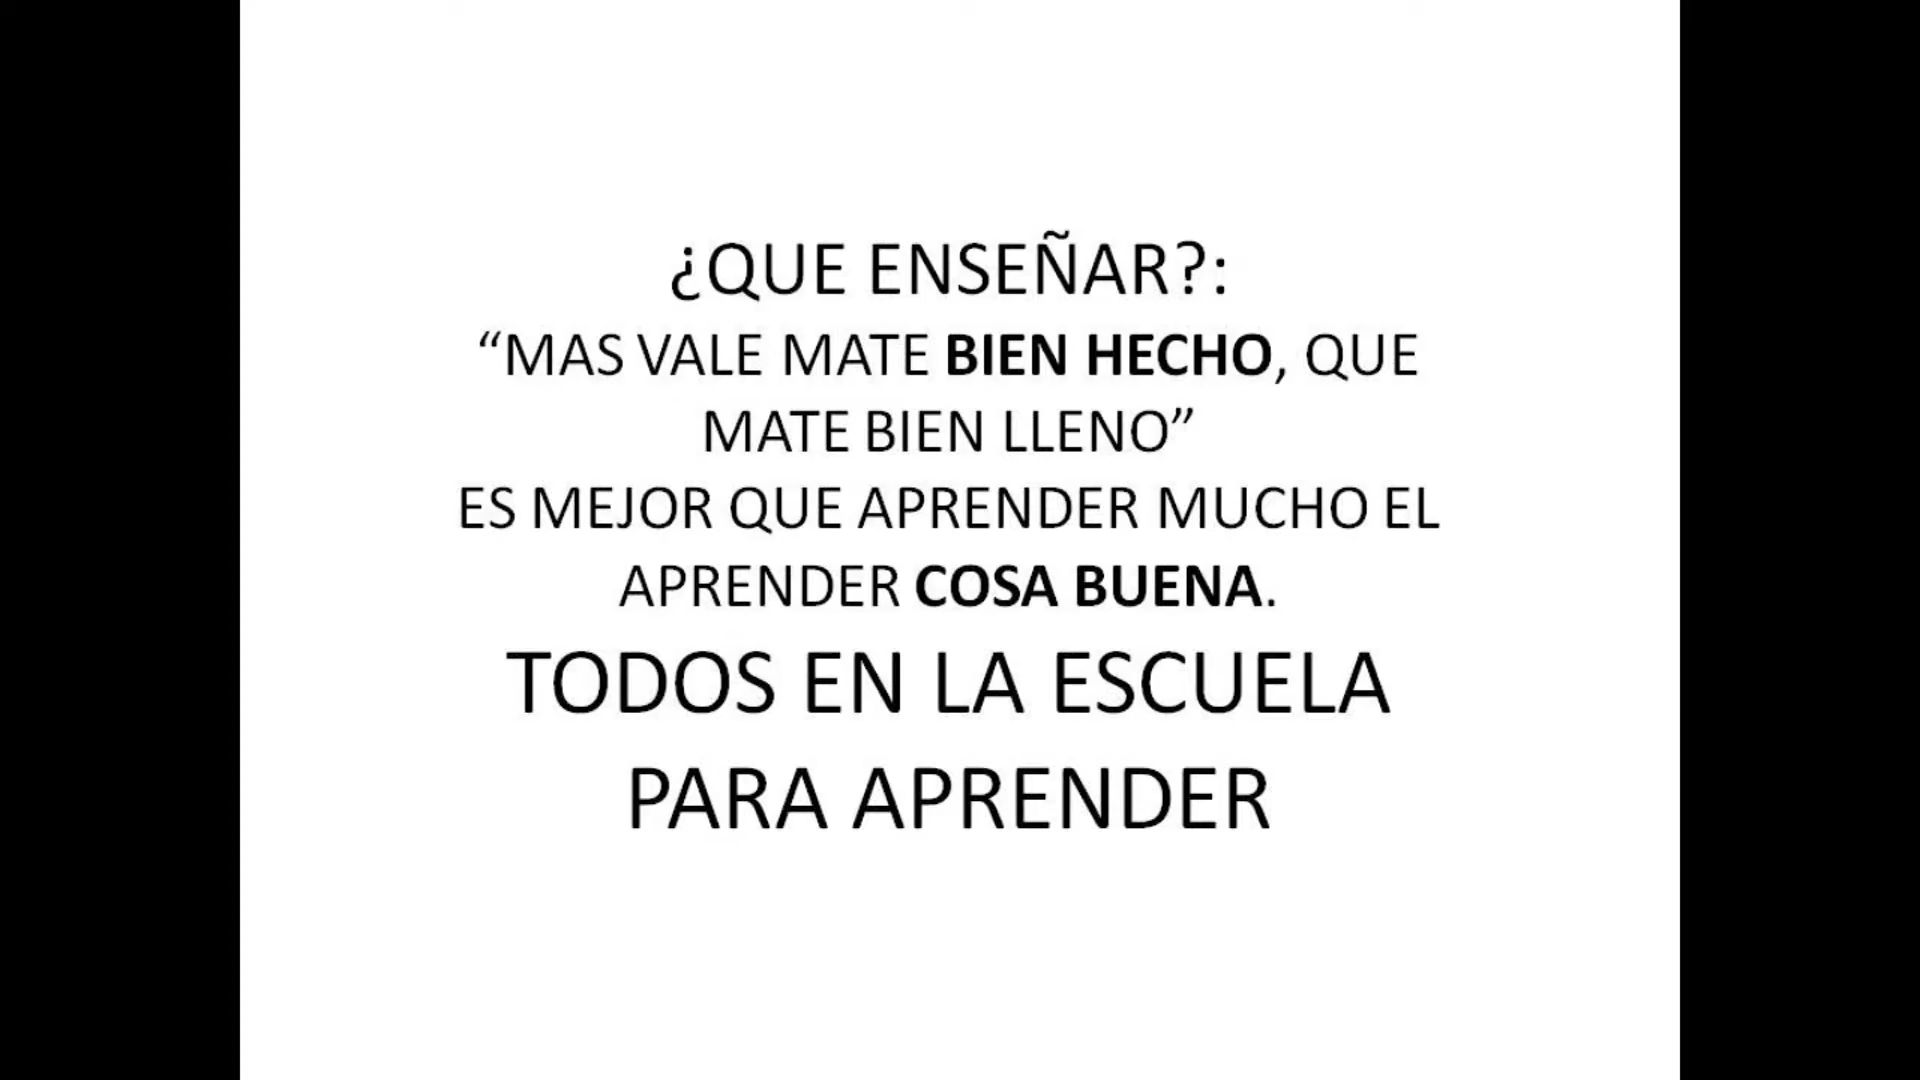 ¿QUE ENSEÑAR?:
“MAS VALE MATE BIEN HECHO, QUE
MATE BIEN LLENO”
ES MEJOR QUE APRENDER MUCHO EL
APRENDER COSA BUENA.
TODOS EN LA ESCUELA
PARA APRENDER